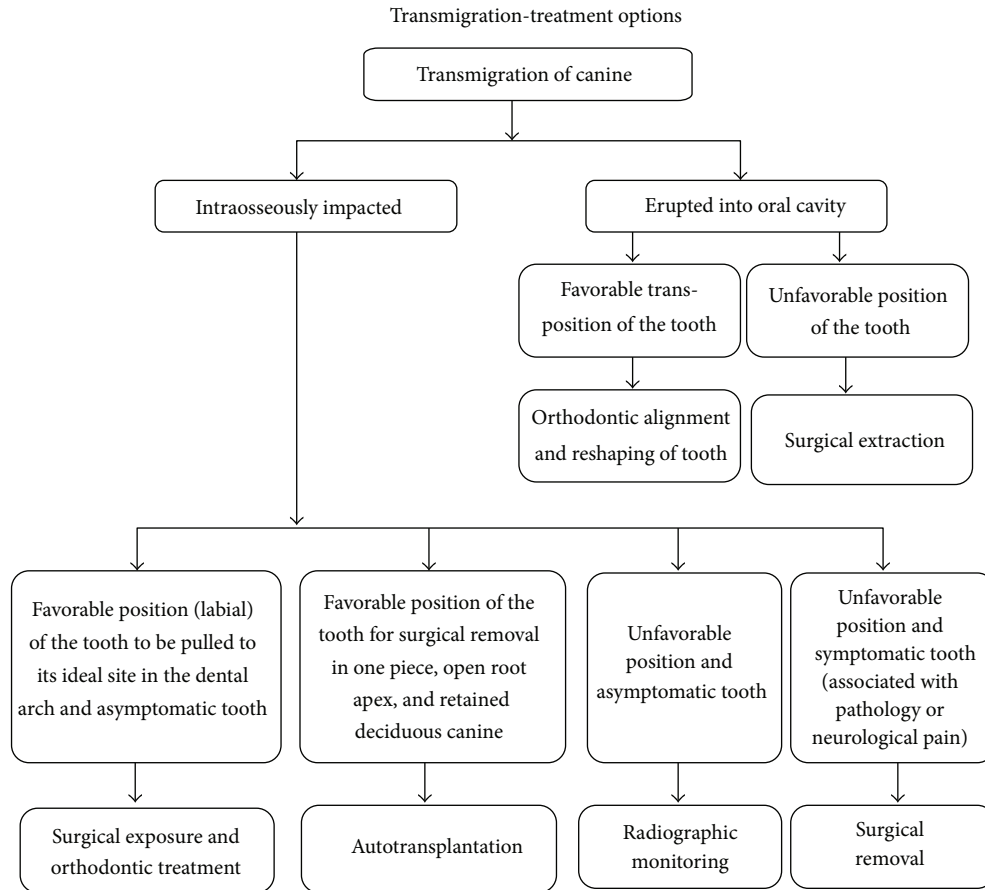 Transmigration-treatment options
Transmigration of canine
Intraosseously impacted
Erupted into oral cavity
Favorable trans-
position of the tooth
Unfavorable position
of the tooth
Orthodontic alignment
and reshaping of tooth
Surgical extraction
Favorable position (labial)
of the tooth to be pulled to
its ideal site in the dental
arch and asymptomatic tooth
Favorable position of the
tooth for surgical removal
in one piece, open root
apex, and retained
deciduous canine
Unfavorable
position and
asymptomatic tooth
Unfavorable
position and
symptomatic tooth
(associated with
pathology or
neurological pain)
Surgical exposure and
orthodontic treatment
Autotransplantation
Radiographic
monitoring
Surgical
removal